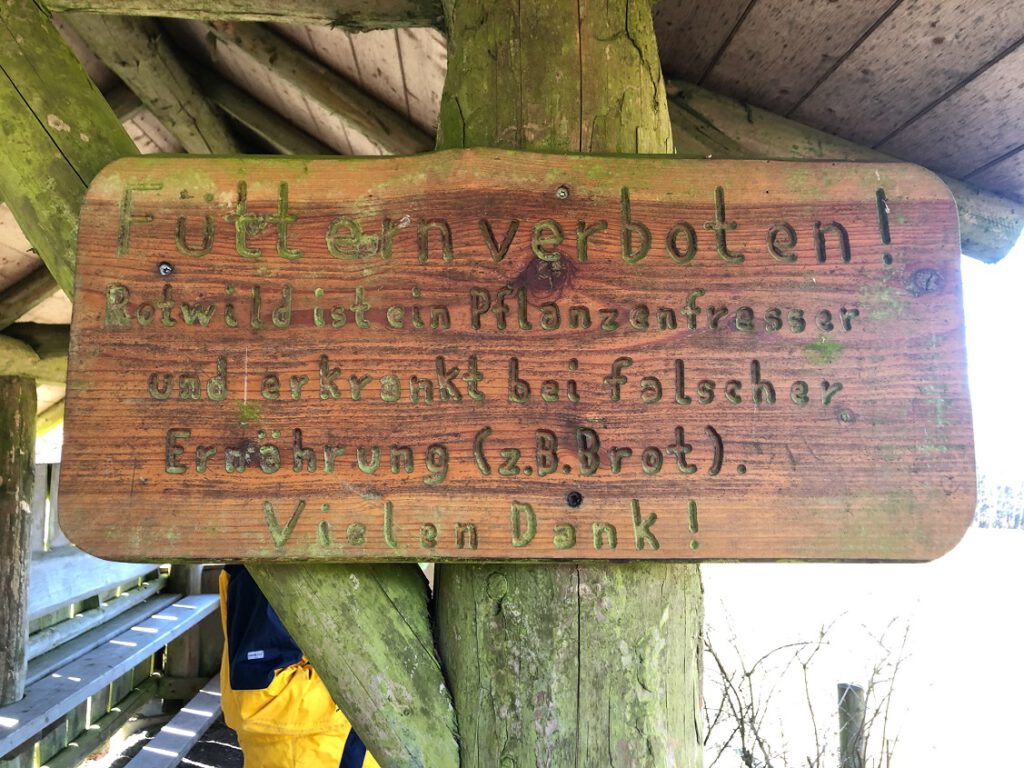 Füttern verboten!
Rotwild ist ein Pflanzenfresser
und erkrankt bei falscher
Ernährung (z.B. Brot).
Vielen Dank!